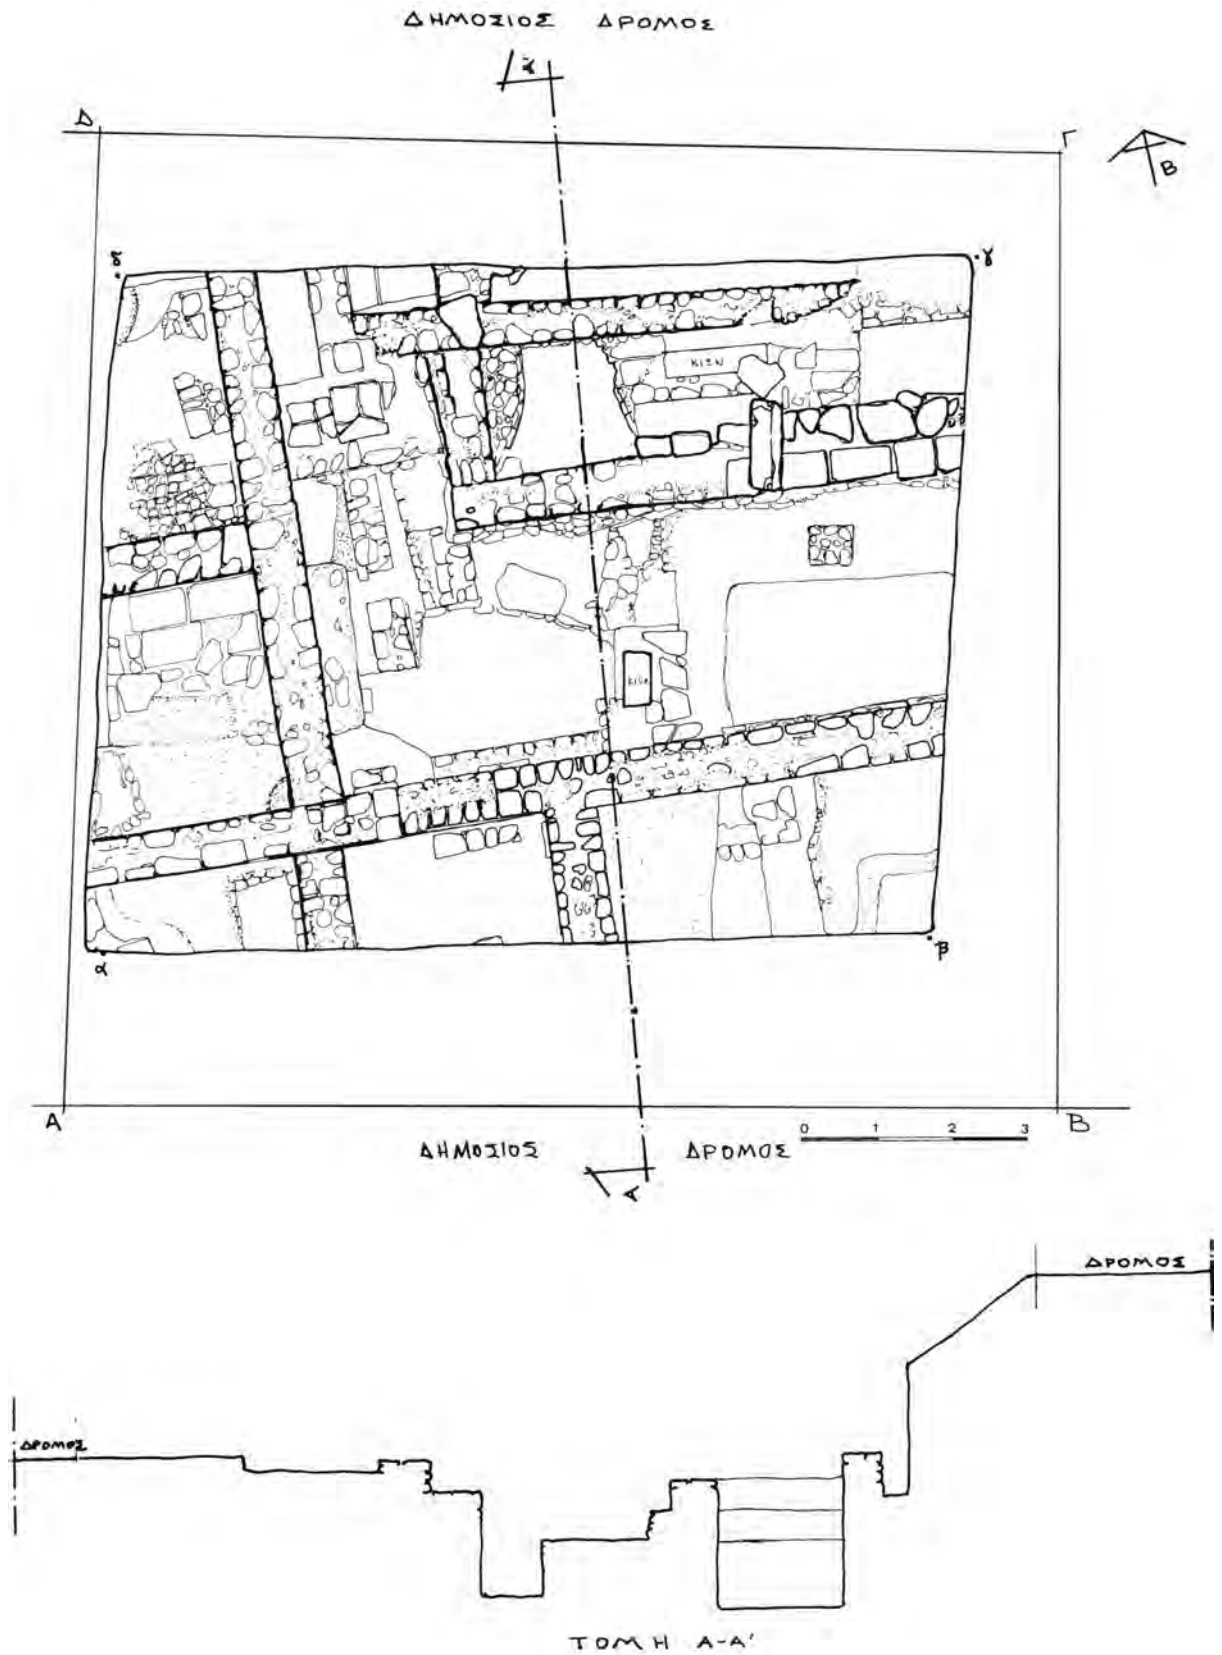 ΔΗΜΟΣΙΟΣ ΔΡΟΜΟΣ
Δ
Γ
Β
δ
γ
ΚΙΩΝ
ΚΙΩΝ
α
β
Α
Β
ΔΗΜΟΣΙΟΣ ΔΡΟΜΟΣ
0 1 2 3
Α
ΔΡΟΜΟΣ
ΔΡΟΜΟΣ
ΤΟΜΗ Α-Α'